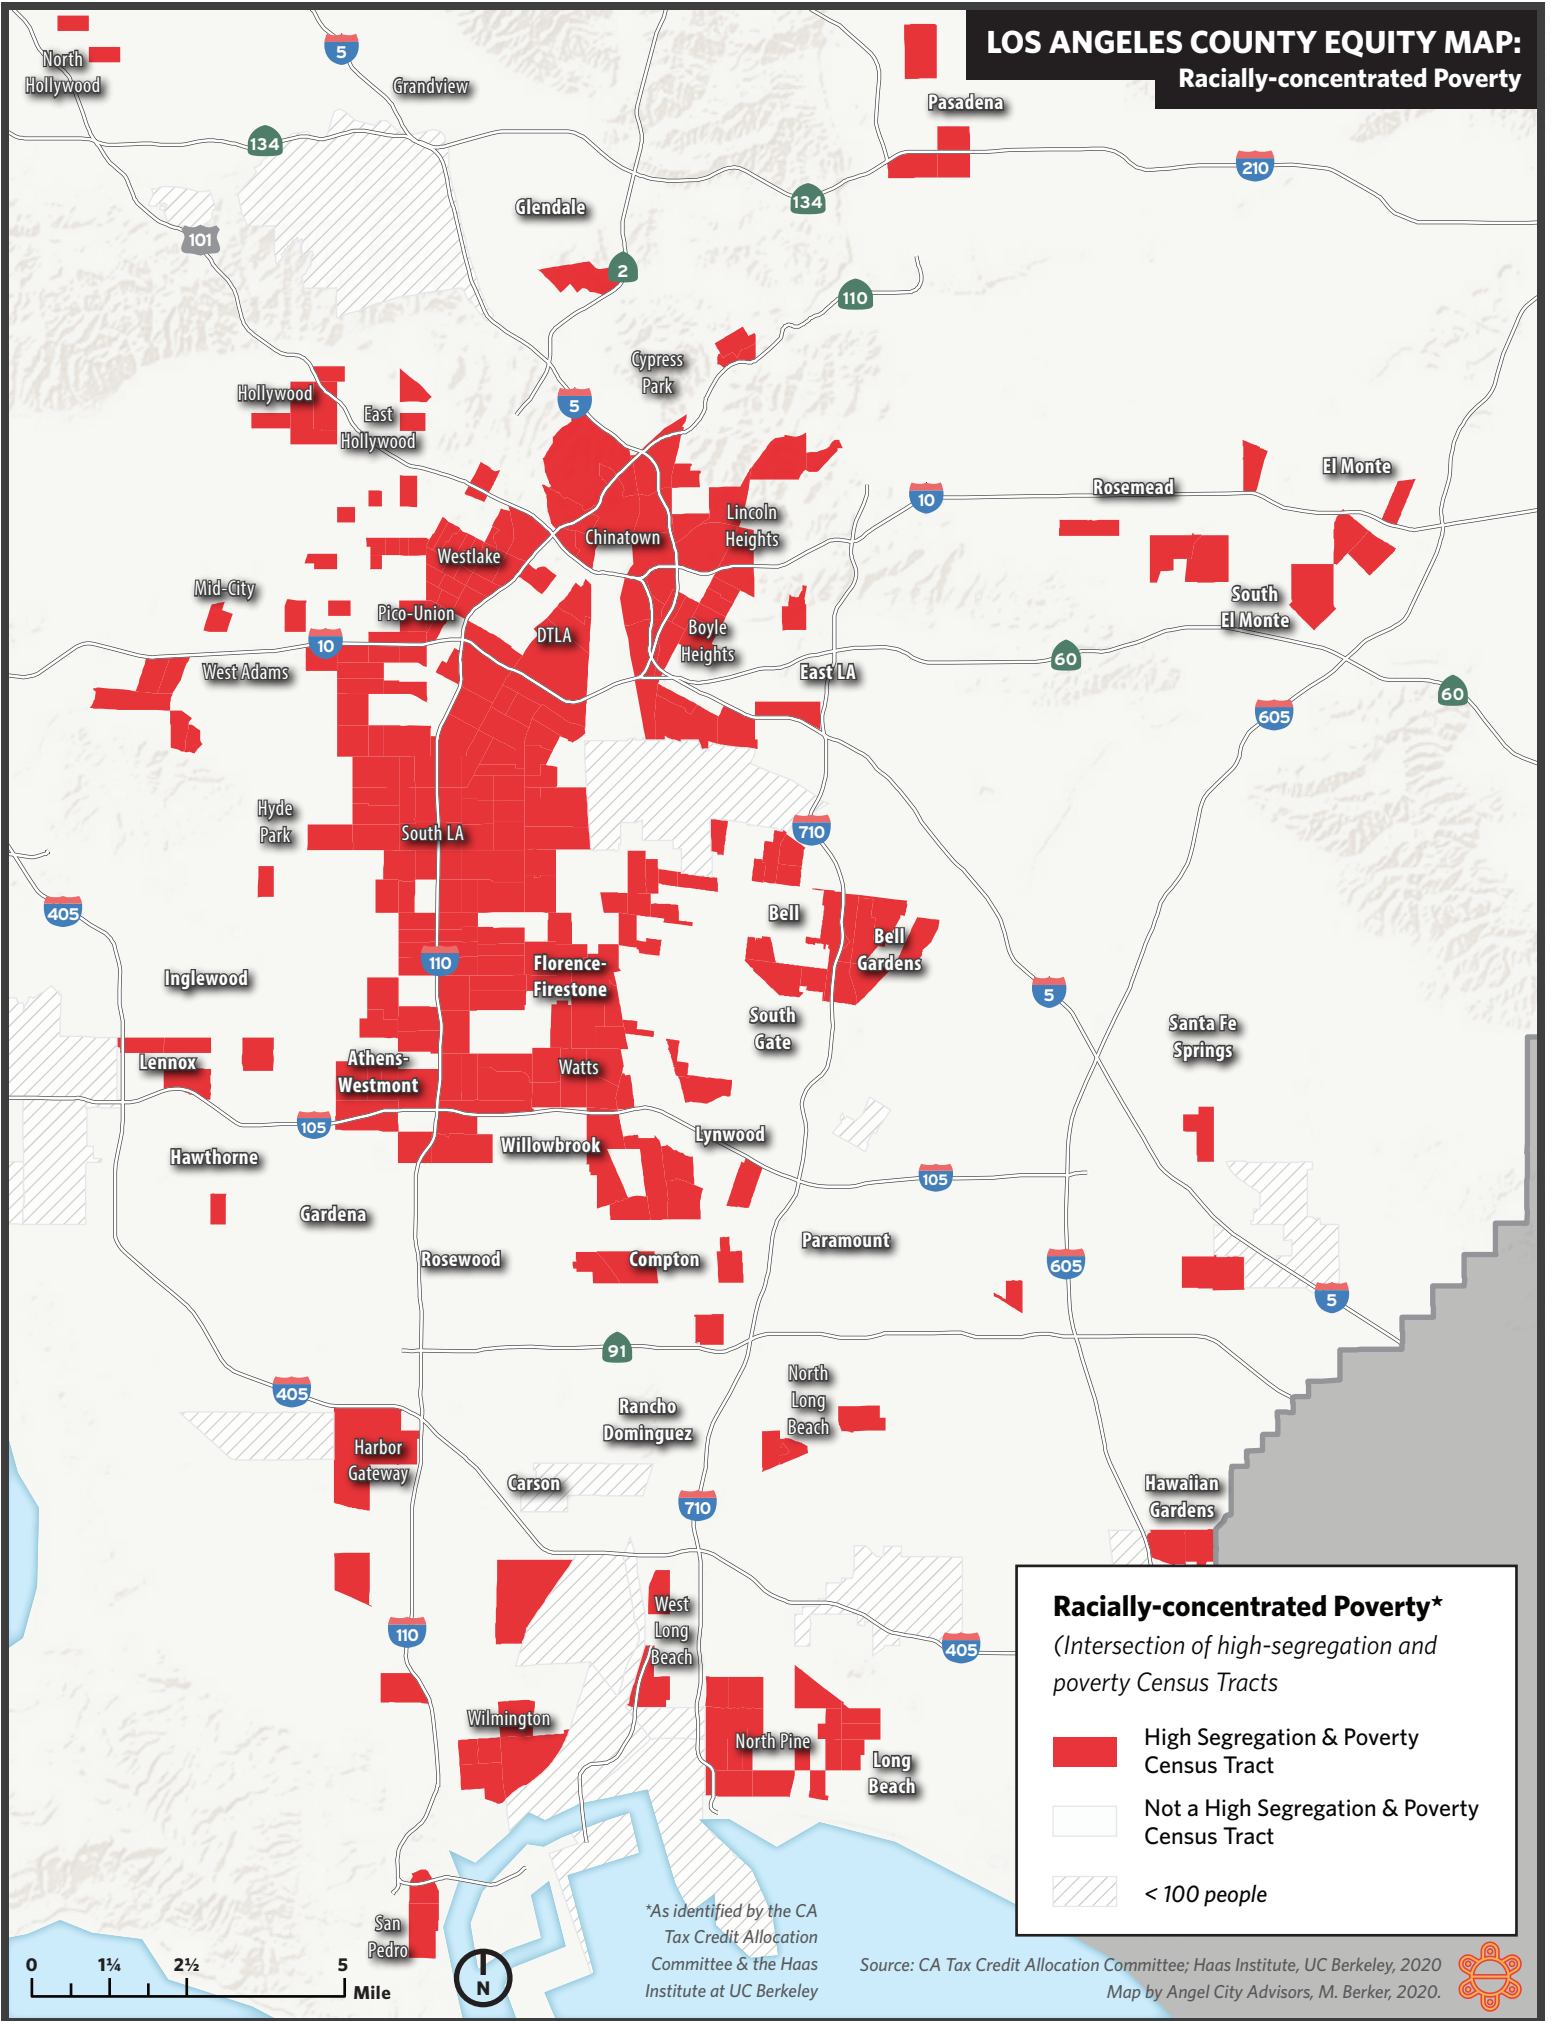 LOS ANGELES COUNTY EQUITY MAP:
Racially-concentrated Poverty
North
Hollywood
5
Grandview
Pasadena
134
210
134
Glendale
101
2
110
Cypress
Park
Hollywood
East
Hollywood
5
El Monte
Rosemead
10
Lincoln
Heights
Chinatown
Westlake
Mid-City
Pico-Union
South
El Monte
DTLA
Boyle
Heights
10
West Adams
East LA
60
60
605
Hyde
Park
South LA
710
405
Bell
Bell
Gardens
110
Florence-
Firestone
Inglewood
5
South
Gate
Santa Fe
Springs
Lennox
Athens-
Westmont
Watts
105
Willowbrook
Lynwood
Hawthorne
105
Gardena
Paramount
Rosewood
Compton
605
5
91
North
Long
Beach
405
Rancho
Dominguez
Harbor
Gateway
Carson
710
Hawaiian
Gardens
West
Long
Beach
110
405
Wilmington
North Pine
Long
Beach
San
Pedro
Racially-concentrated Poverty*
(Intersection of high-segregation and
poverty Census Tracts
High Segregation & Poverty
Census Tract
Not a High Segregation & Poverty
Census Tract
< 100 people
*As identified by the CA
Tax Credit Allocation
Committee & the Haas
Institute at UC Berkeley
Source: CA Tax Credit Allocation Committee; Haas Institute, UC Berkeley, 2020
Map by Angel City Advisors, M. Berker, 2020.
0 1¼ 2½ 5
Mile
N